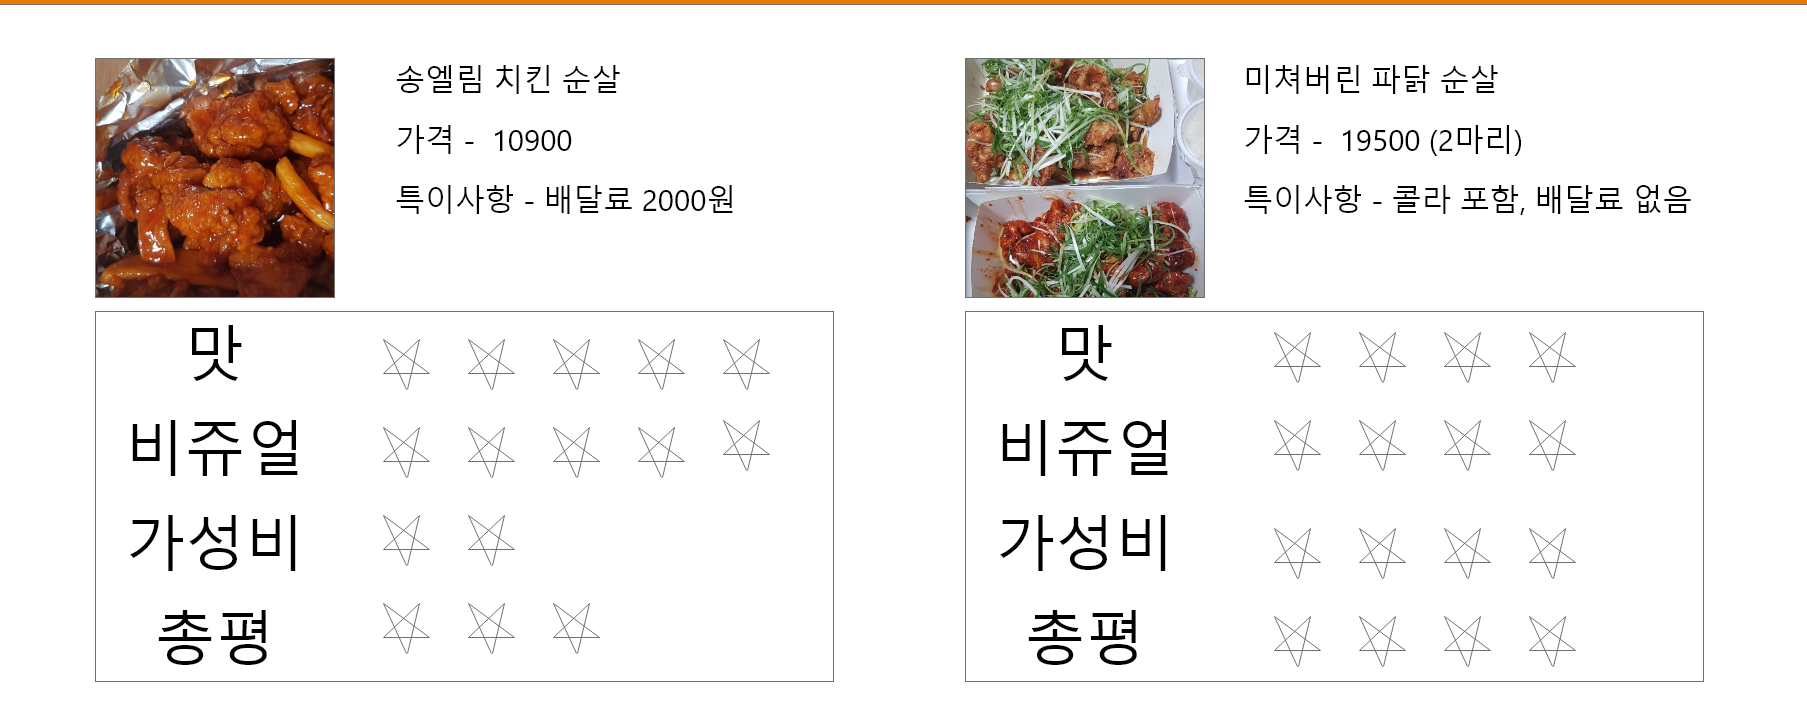 송엘림 치킨 순살
가격 - 10900
특이사항 - 배달료 2000원
맛
비쥬얼
가성비
총평
미쳐버린 파닭 순살
가격 - 19500 (2마리)
특이사항 - 콜라 포함, 배달료 없음
맛
비쥬얼
가성비
총평